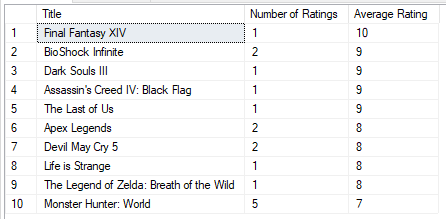 Title Number of Ratings Average Rating
1 Final Fantasy XIV 1 10
2 BioShock Infinite 2 9
3 Dark Souls III 1 9
4 Assassin's Creed IV: Black Flag 1 9
5 The Last of Us 1 9
6 Apex Legends 2 8
7 Devil May Cry 5 2 8
8 Life is Strange 1 8
9 The Legend of Zelda: Breath of the Wild 1 8
10 Monster Hunter: World 5 7